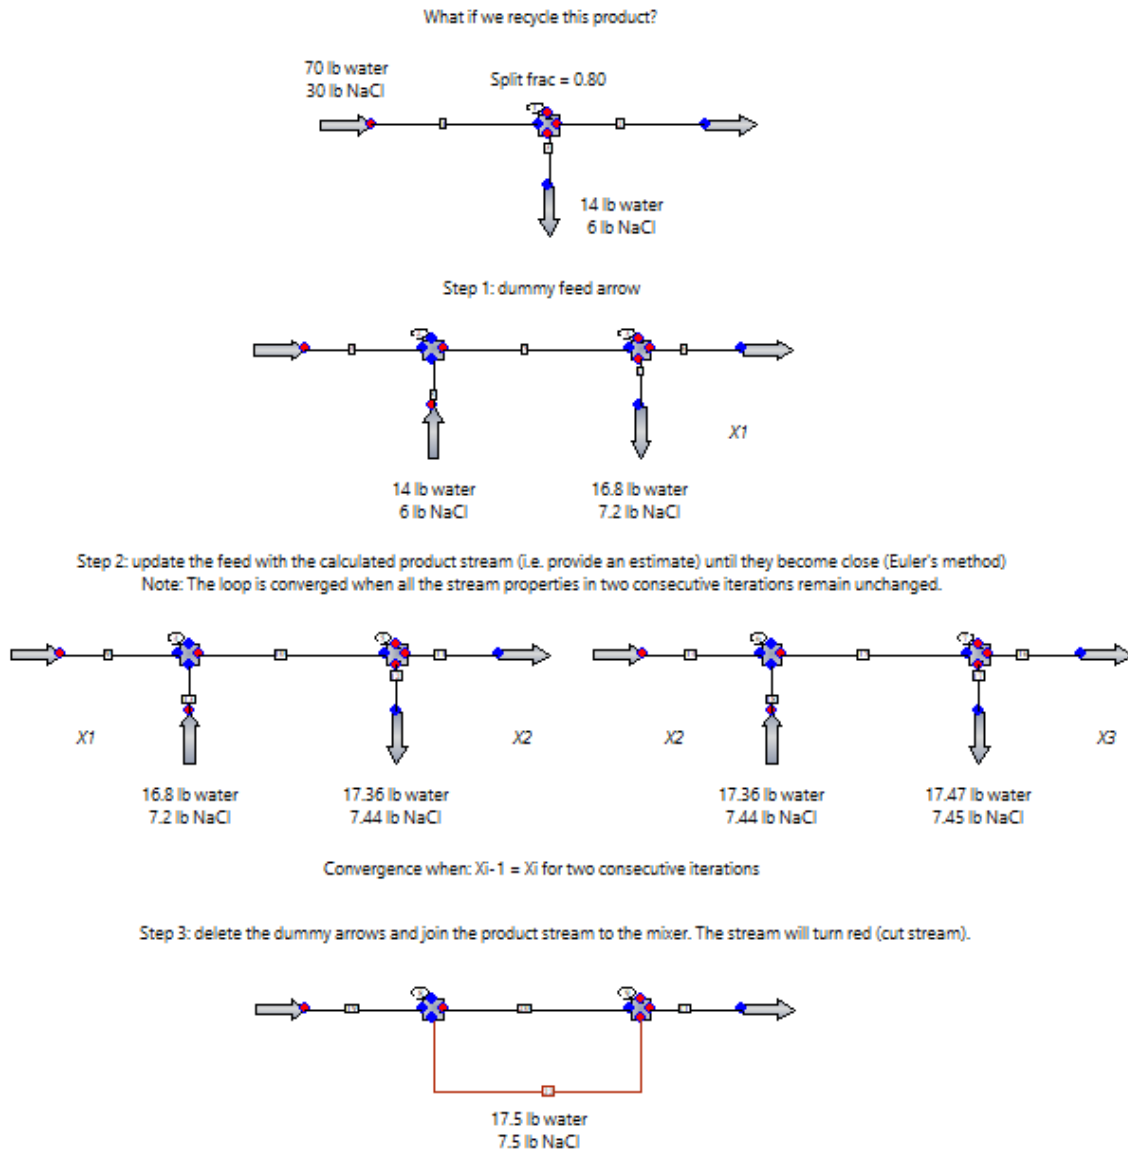 What if we recycle this product?
70 lb water
30 lb NaCl
Split frac = 0.80
14 lb water
6 lb NaCl
Step 1: dummy feed arrow
X1
14 lb water
6 lb NaCl
16.8 lb water
7.2 lb NaCl
Step 2: update the feed with the calculated product stream (i.e. provide an estimate) until they become close (Euler's method)
Note: The loop is converged when all the stream properties in two consecutive iterations remain unchanged.
X1
X2
X2
X3
16.8 lb water
7.2 lb NaCl
17.36 lb water
7.44 lb NaCl
17.36 lb water
7.44 lb NaCl
17.47 lb water
7.45 lb NaCl
Convergence when: Xi-1 = Xi for two consecutive iterations
Step 3: delete the dummy arrows and join the product stream to the mixer. The stream will turn red (cut stream).
17.5 lb water
7.5 lb NaCl